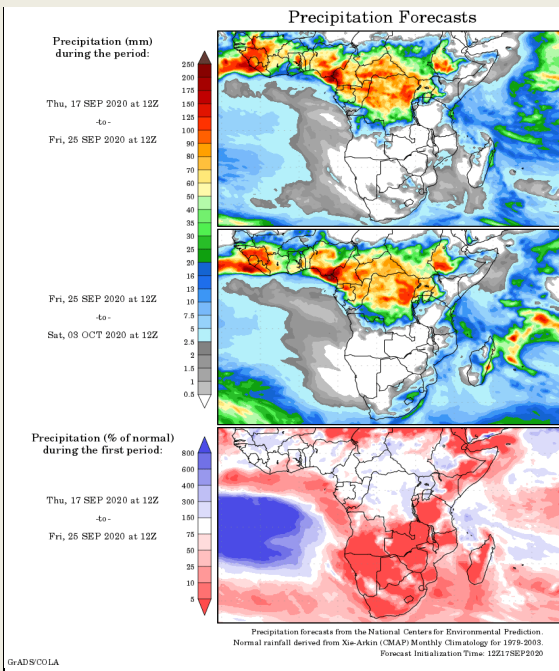 Precipitation Forecasts
Precipitation (mm)
during the period:
Thu, 17 SEP 2020 at 12Z
-to-
Fri, 25 SEP 2020 at 12Z
250
200
175
150
125
100
90
80
70
60
50
40
35
30
25
20
16
13
10
7.5
5
2.5
2
1.5
1
0.5
Fri, 25 SEP 2020 at 12Z
-to-
Sat, 03 OCT 2020 at 12Z
Precipitation (% of normal)
during the first period:
Thu, 17 SEP 2020 at 12Z
-to-
Fri, 25 SEP 2020 at 12Z
800
600
400
300
150
75
50
25
10
5
Precipitation forecasts from the National Centers for Environmental Prediction.
Normal rainfall derived from Xie-Arkin (CMAP) Monthly Climatology for 1979-2003.
Forecast Initialization Time: 12Z17SEP2020
GrADS/COLA